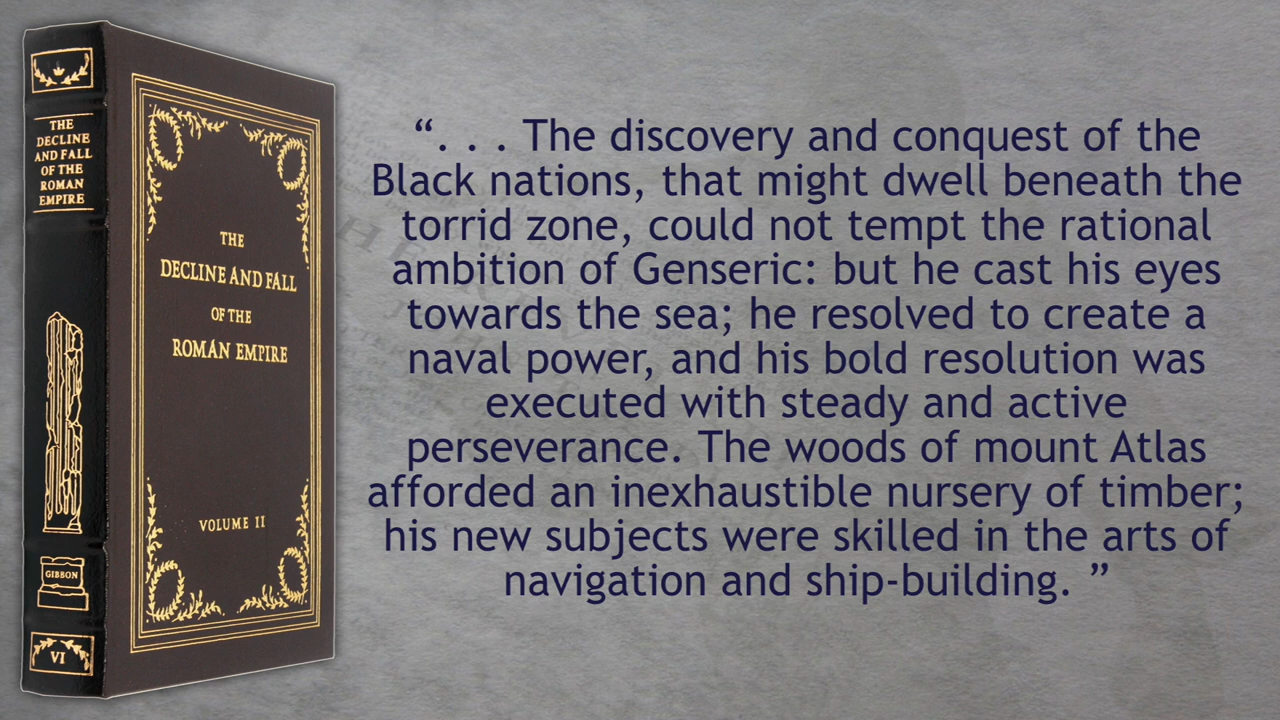 THE
DECLINE
AND FALL
OF THE
ROMAN
EMPIRE
GIBBON
VI
THE
DECLINE AND FALL
OF THE
ROMAN EMPIRE
VOLUME II
“. . . The discovery and conquest of the
Black nations, that might dwell beneath the
torrid zone, could not tempt the rational
ambition of Genseric: but he cast his eyes
towards the sea; he resolved to create a
naval power, and his bold resolution was
executed with steady and active
perseverance. The woods of mount Atlas
afforded an inexhaustible nursery of timber;
his new subjects were skilled in the arts of
navigation and ship-building. ”